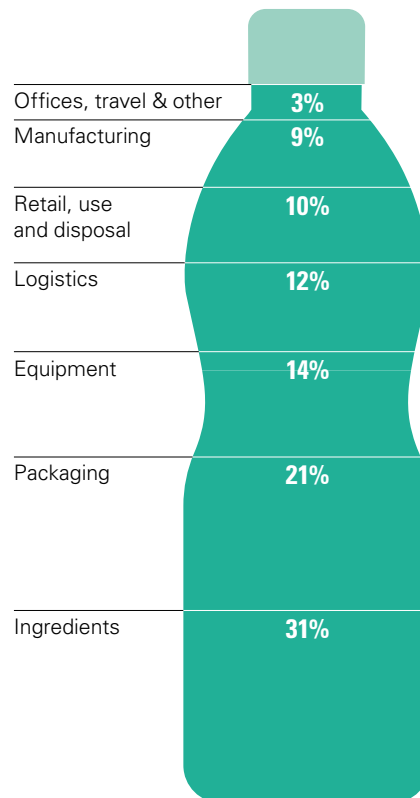 Offices, travel & other 3%
Manufacturing 9%
Retail, use 10%
and disposal
Logistics 12%
Equipment 14%
Packaging 21%
Ingredients 31%